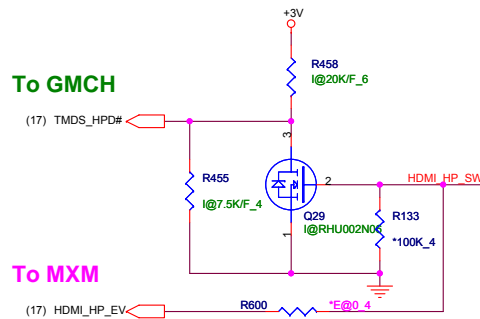 +3V
R458
I@20K/F_6
To GMCH
(17) TMDS_HPD#
3
R455
I@7.5K/F_4
2
HDMI_HP_SW
Q29
I@RHU002N06
1
R133
*100K_4
To MXM
(17) HDMI_HP_EV
R600
*E@0_4